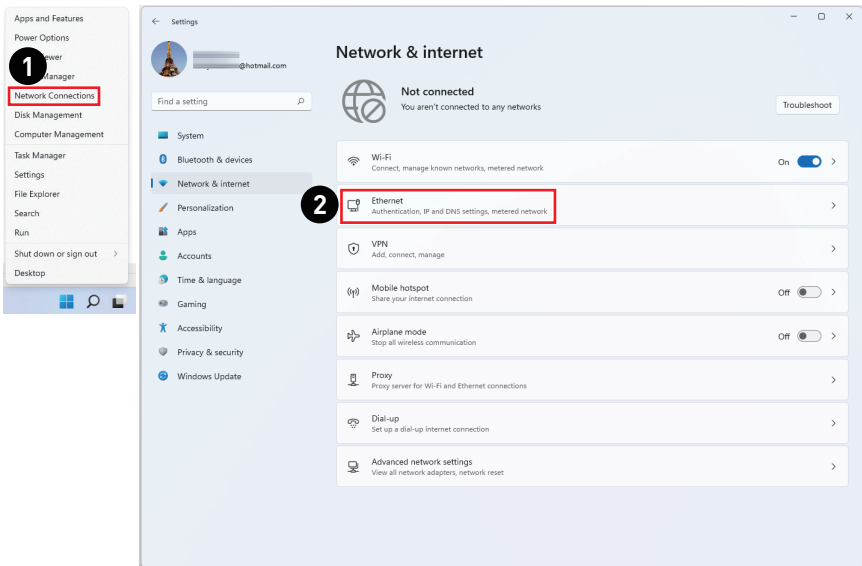 Apps and Features
Power Options
ewer
1
Manager
Network Connections
Disk Management
Computer Management
Task Manager
Settings
File Explorer
Search
Run
Shut down or sign out
Desktop
Settings
@hotmail.com
Find a setting
System
Bluetooth & devices
Network & internet
Personalization
Apps
Accounts
Time & language
Gaming
Accessibility
Privacy & security
Windows Update
Network & internet
Not connected
You aren't connected to any networks
Troubleshoot
Wi-Fi
Connect, manage known networks, metered network
On
2
Ethernet
Authentication, IP and DNS settings, metered network
VPN
Add, connect, manage
Mobile hotspot
Share your internet connection
Off
Airplane mode
Stop all wireless communication
Off
Proxy
Proxy server for Wi-Fi and Ethernet connections
Dial-up
Set up a dial-up internet connection
Advanced network settings
View all network adapters, network reset